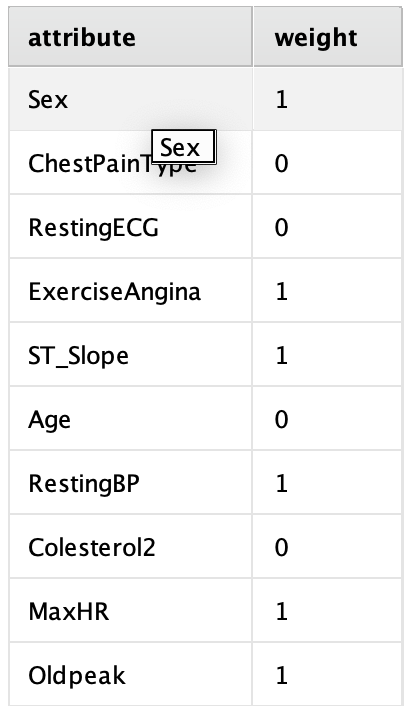 attribute weight
Sex 1
Sex
ChestPainType 0
RestingECG 0
ExerciseAngina 1
ST_Slope 1
Age 0
RestingBP 1
Colesterol2 0
MaxHR 1
Oldpeak 1